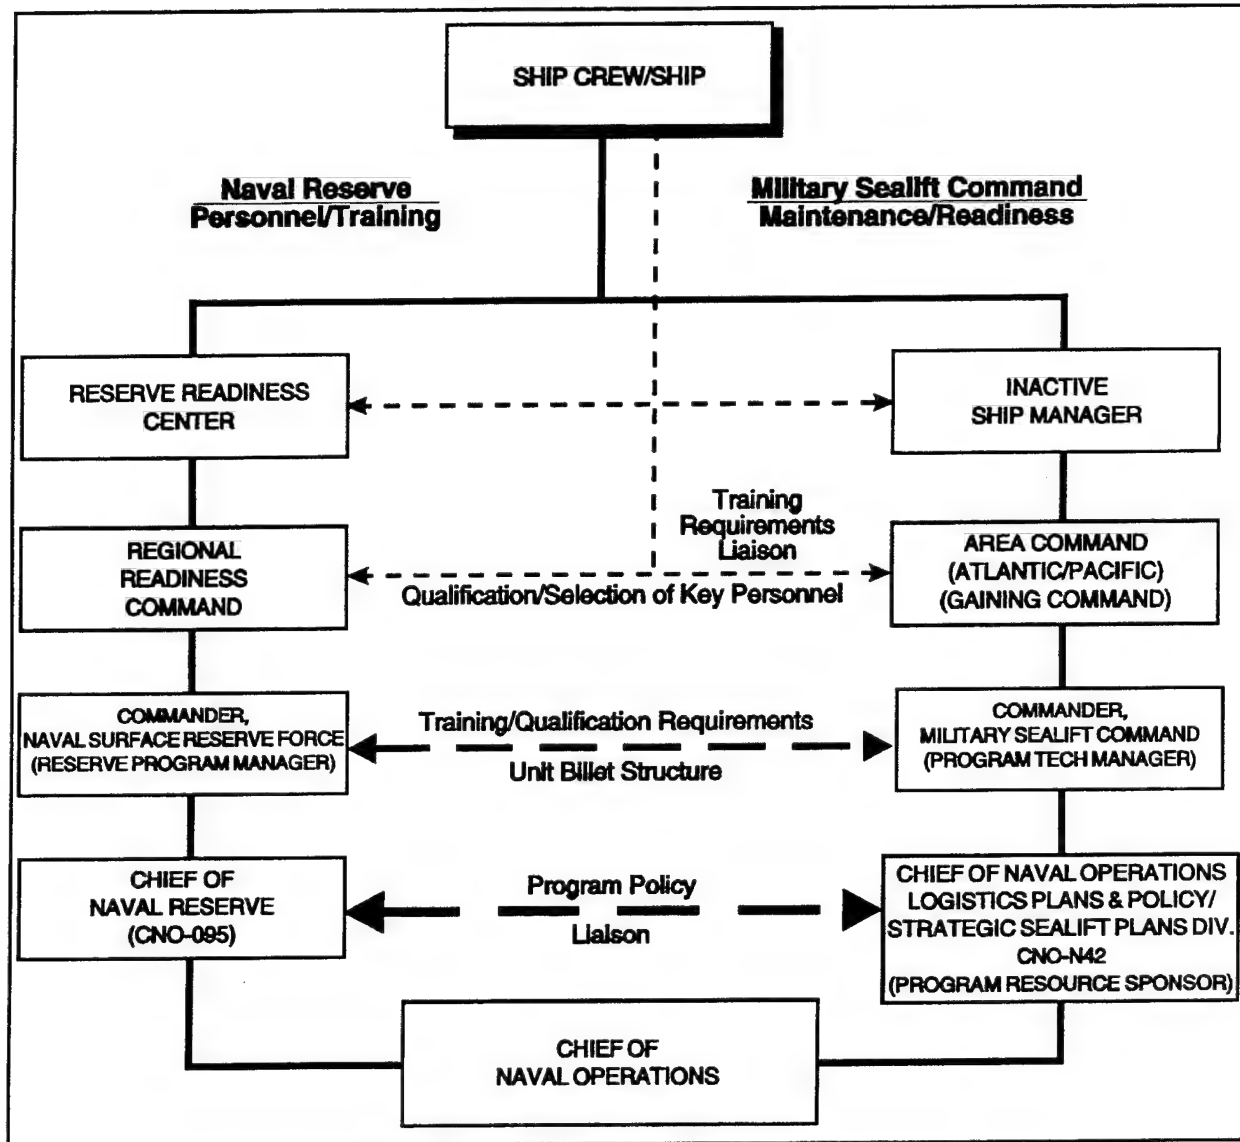 SHIP CREW/SHIP
Naval Reserve
Personnel/Training
Military Sealift Command
Maintenance/Readiness
RESERVE READINESS
CENTER
INACTIVE
SHIP MANAGER
Training
Requirements
Liaison
REGIONAL
READINESS
COMMAND
AREA COMMAND
(ATLANTIC/PACIFIC)
(GAINING COMMAND)
Qualification/Selection of Key Personnel
COMMANDER,
NAVAL SURFACE RESERVE FORCE
(RESERVE PROGRAM MANAGER)
Training/Qualification Requirements
Unit Billet Structure
COMMANDER,
MILITARY SEALIFT COMMAND
(PROGRAM TECH MANAGER)
CHIEF OF
NAVAL RESERVE
(CNO-095)
Program Policy
Liaison
CHIEF OF NAVAL OPERATIONS
LOGISTICS PLANS & POLICY/
STRATEGIC SEALIFT PLANS DIV.
CNO-N42
(PROGRAM RESOURCE SPONSOR)
CHIEF OF
NAVAL OPERATIONS